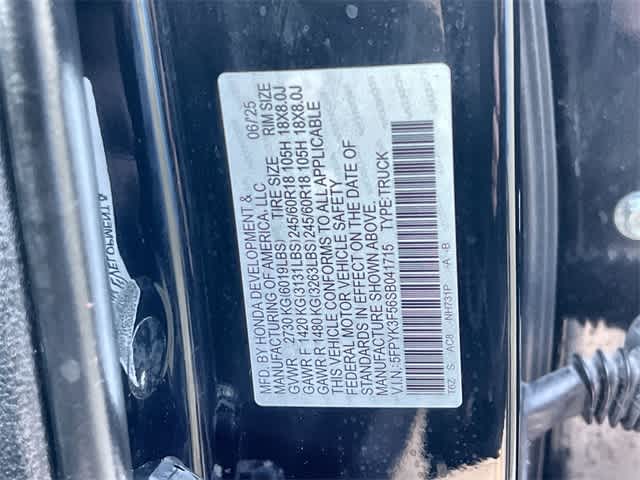 MFD. BY HONDA DEVELOPMENT & 06/25
MANUFACTURING OF AMERICA, LLC
TIRE SIZE RIM SIZE
GVWR 2730 KG(6019LBS)
GAWR F 1420 KG(3131LBS) 245/60R18 105H 18X8.0J
GAWR R 1480 KG(3263LBS) 245/60R18 105H 18X8.0J
THIS VEHICLE CONFORMS TO ALL APPLICABLE
FEDERAL MOTOR VEHICLE SAFETY
STANDARDS IN EFFECT ON THE DATE OF
MANUFACTURE SHOWN ABOVE.
V.I.N.: 5FPYK3F56SB041715 TYPE:TRUCK
S AC8 NH731P A B